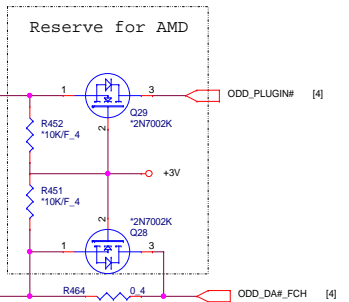 Reserve for AMD
1 3 ODD_PLUGIN# [4]
Q29
*2N7002K
2
R452
*10K/F_4
+3V
R451
*10K/F_4
2
*2N7002K
Q28
1 3
R464 0_4 ODD_DA#_FCH [4]